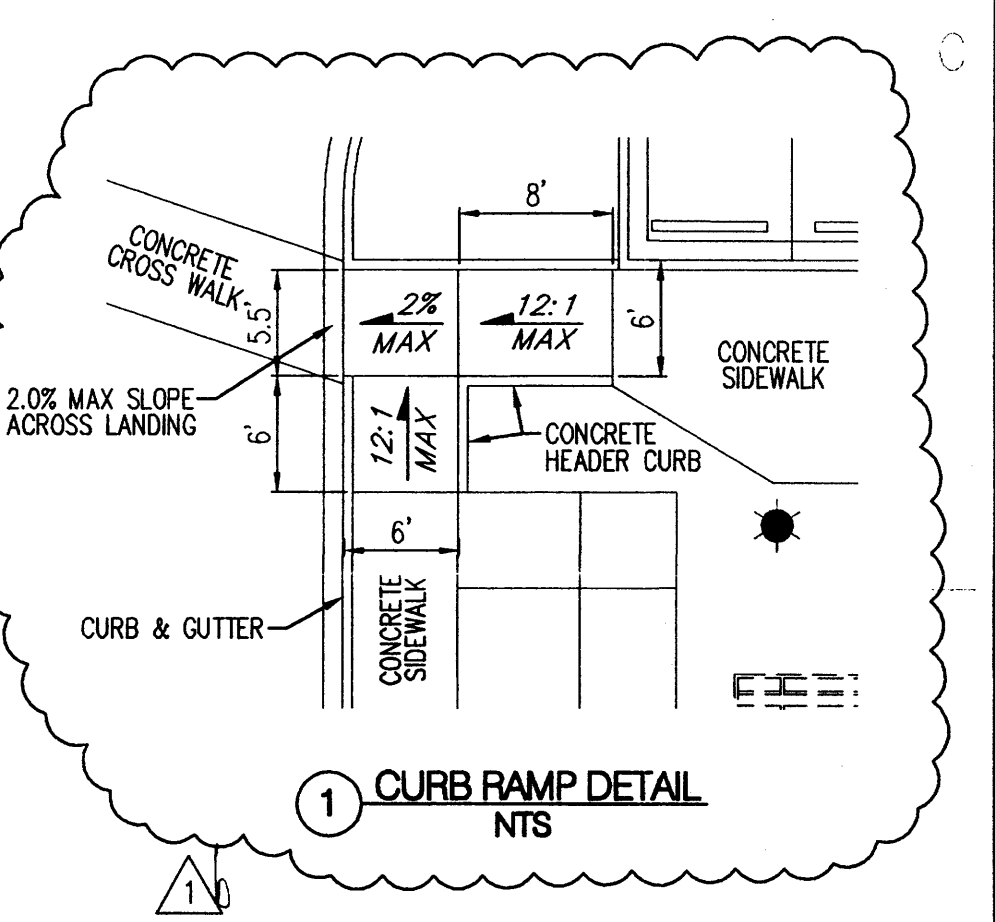 8'
CONCRETE
CROSS WALK
5.5'
2%
MAX
12:1
MAX
6'
CONCRETE
SIDEWALK
2.0% MAX SLOPE
ACROSS LANDING
6'
12:1
MAX
CONCRETE
HEADER CURB
6'
CURB & GUTTER
CONCRETE
SIDEWALK
1
CURB RAMP DETAIL
NTS
1